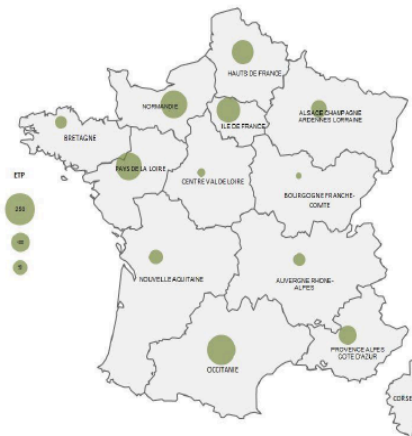 HAUTS DE FRANCE
NORMANDIE
ILE DE FRANCE
ALSACE CHAMPAGNE
ARDENNES LORRAINE
BRETAGNE
PAYS DE LA LOIRE
CENTRE VAL DE LOIRE
BOURGOGNE FRANCHE-
COMTE
ETP
NOUVELLE AQUITAINE
AUVERGNE RHONE-
ALPES
PROVENCE ALPES
COTE D'AZUR
OCCITANIE
CORSE